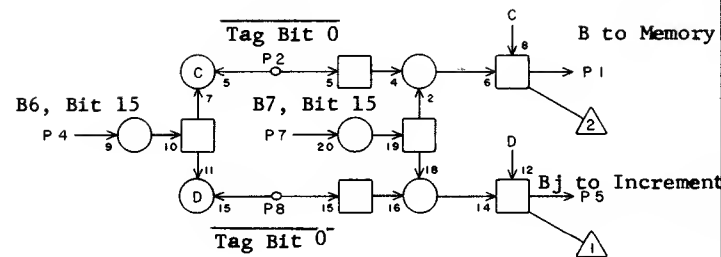 Tag Bit 0
C
B to Memory
P2
8
C
5
5
4
6
P1
7
2
B6, Bit 15
B7, Bit 15
2
P4
9
10
P7
20
19
11
18
D
12
Bj to Increment
D
15
P8
15
16
14
P5
Tag Bit 0
1